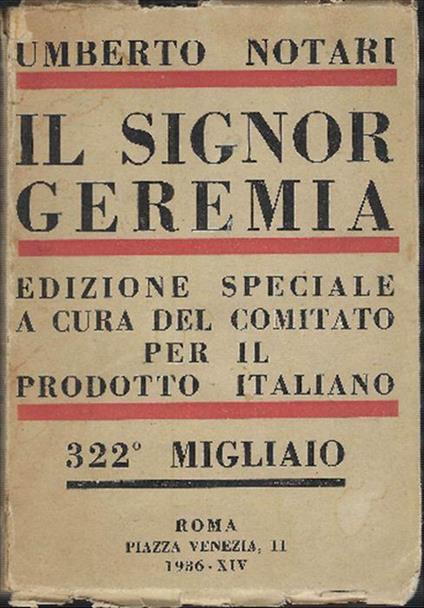 UMBERTO NOTARI
IL SIGNOR
GEREMIA
EDIZIONE SPECIALE
A CURA DEL COMITATO
PER IL
PRODOTTO ITALIANO
322° MIGLIAIO
ROMA
PIAZZA VENEZIA, 11
1936-XIV